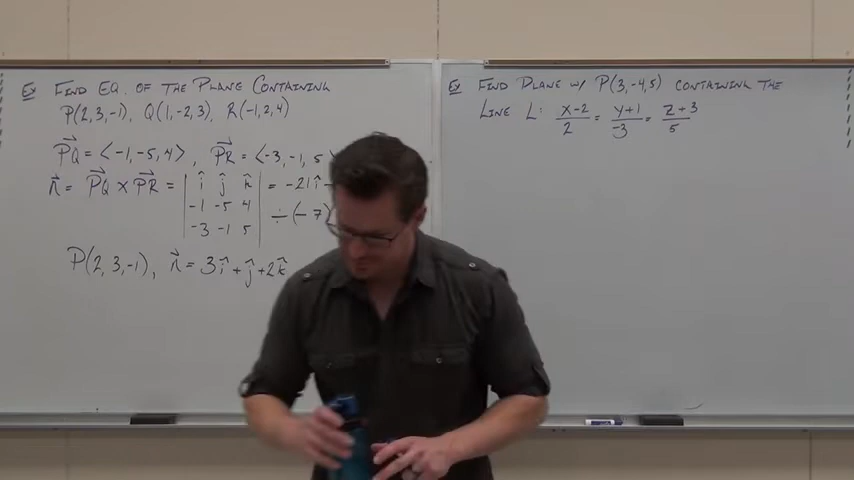 Ex Find Eq. of the Plane Containing
P(2,3,-1), Q(1,-2,3), R(-1,2,4)
PQ = <-1,-5,4>, PR = <-3,-1,5
n = PQ × PR = | î ĵ k̂ | = -21î
-1 -5 4 ÷(-7)
-3 -1 5
P(2,3,-1), n = 3î + ĵ + 2k̂
Ex Find Plane w/ P(3,-4,5) containing the
Line L: x-2/2 = y+1/-3 = z+3/5